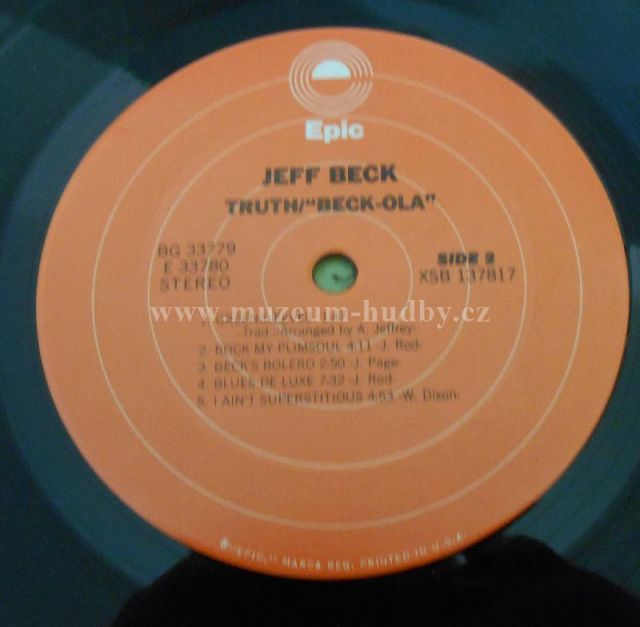 Epic
JEFF BECK
TRUTH/"BECK-OLA"
BG 33779
E 33780
STEREO
SIDE 2
XSB 137817
www.muzeum-hudby.cz
-Trad.-Arranged by A. Jeffrey-
2. ROCK MY PLIMSOUL 4:11 -J. Rod-
3. BECK'S BOLERO 2:50 -J. Page-
4. BLUES DE LUXE 7:32 -J. Rod-
5. I AIN'T SUPERSTITIOUS 4:53 -W. Dixon-
"EPIC," MARCA REG. PRINTED IN U.S.A.